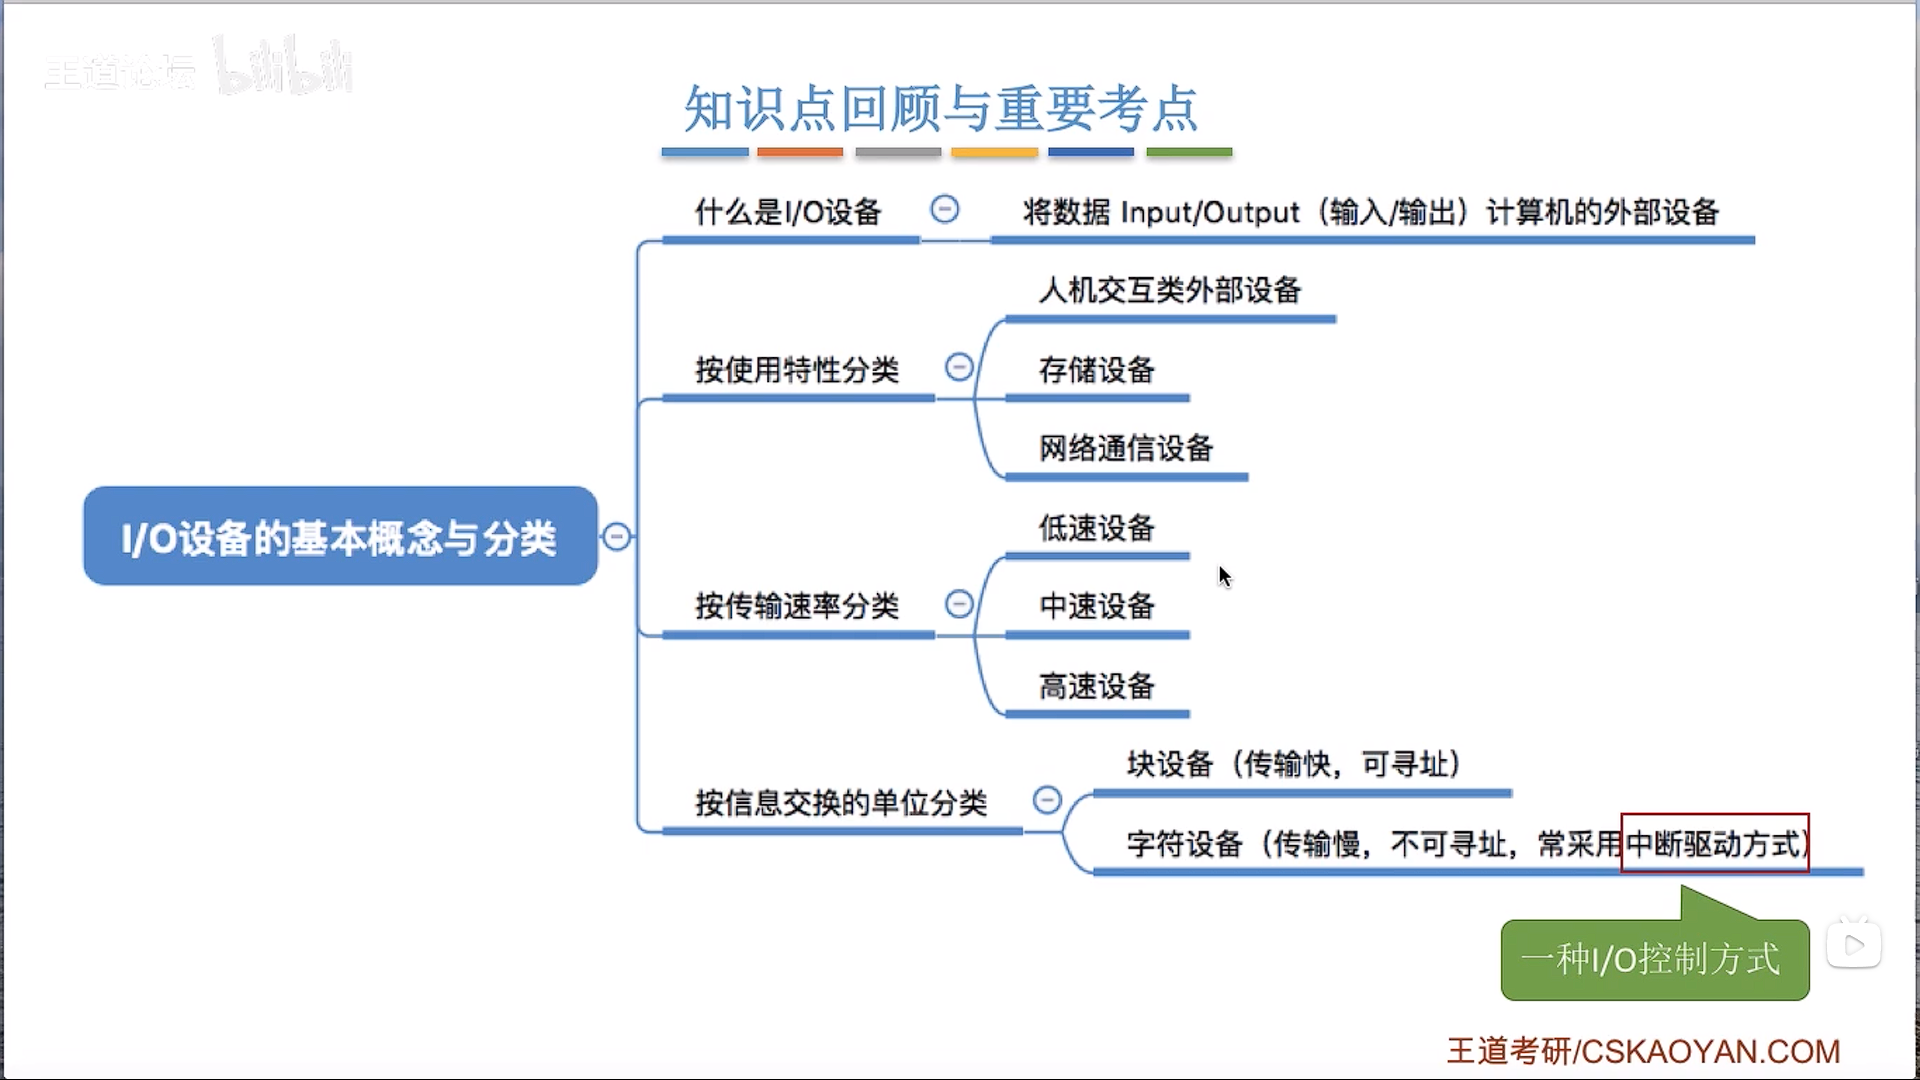 王道论坛 bilibili
知识点回顾与重要考点
什么是I/O设备
将数据 Input/Output（输入/输出）计算机的外部设备
按使用特性分类
人机交互类外部设备
存储设备
网络通信设备
I/O设备的基本概念与分类
按传输速率分类
低速设备
中速设备
高速设备
按信息交换的单位分类
块设备（传输快，可寻址）
字符设备（传输慢，不可寻址，常采用中断驱动方式）
一种I/O控制方式
王道考研/CSKAOYAN.COM